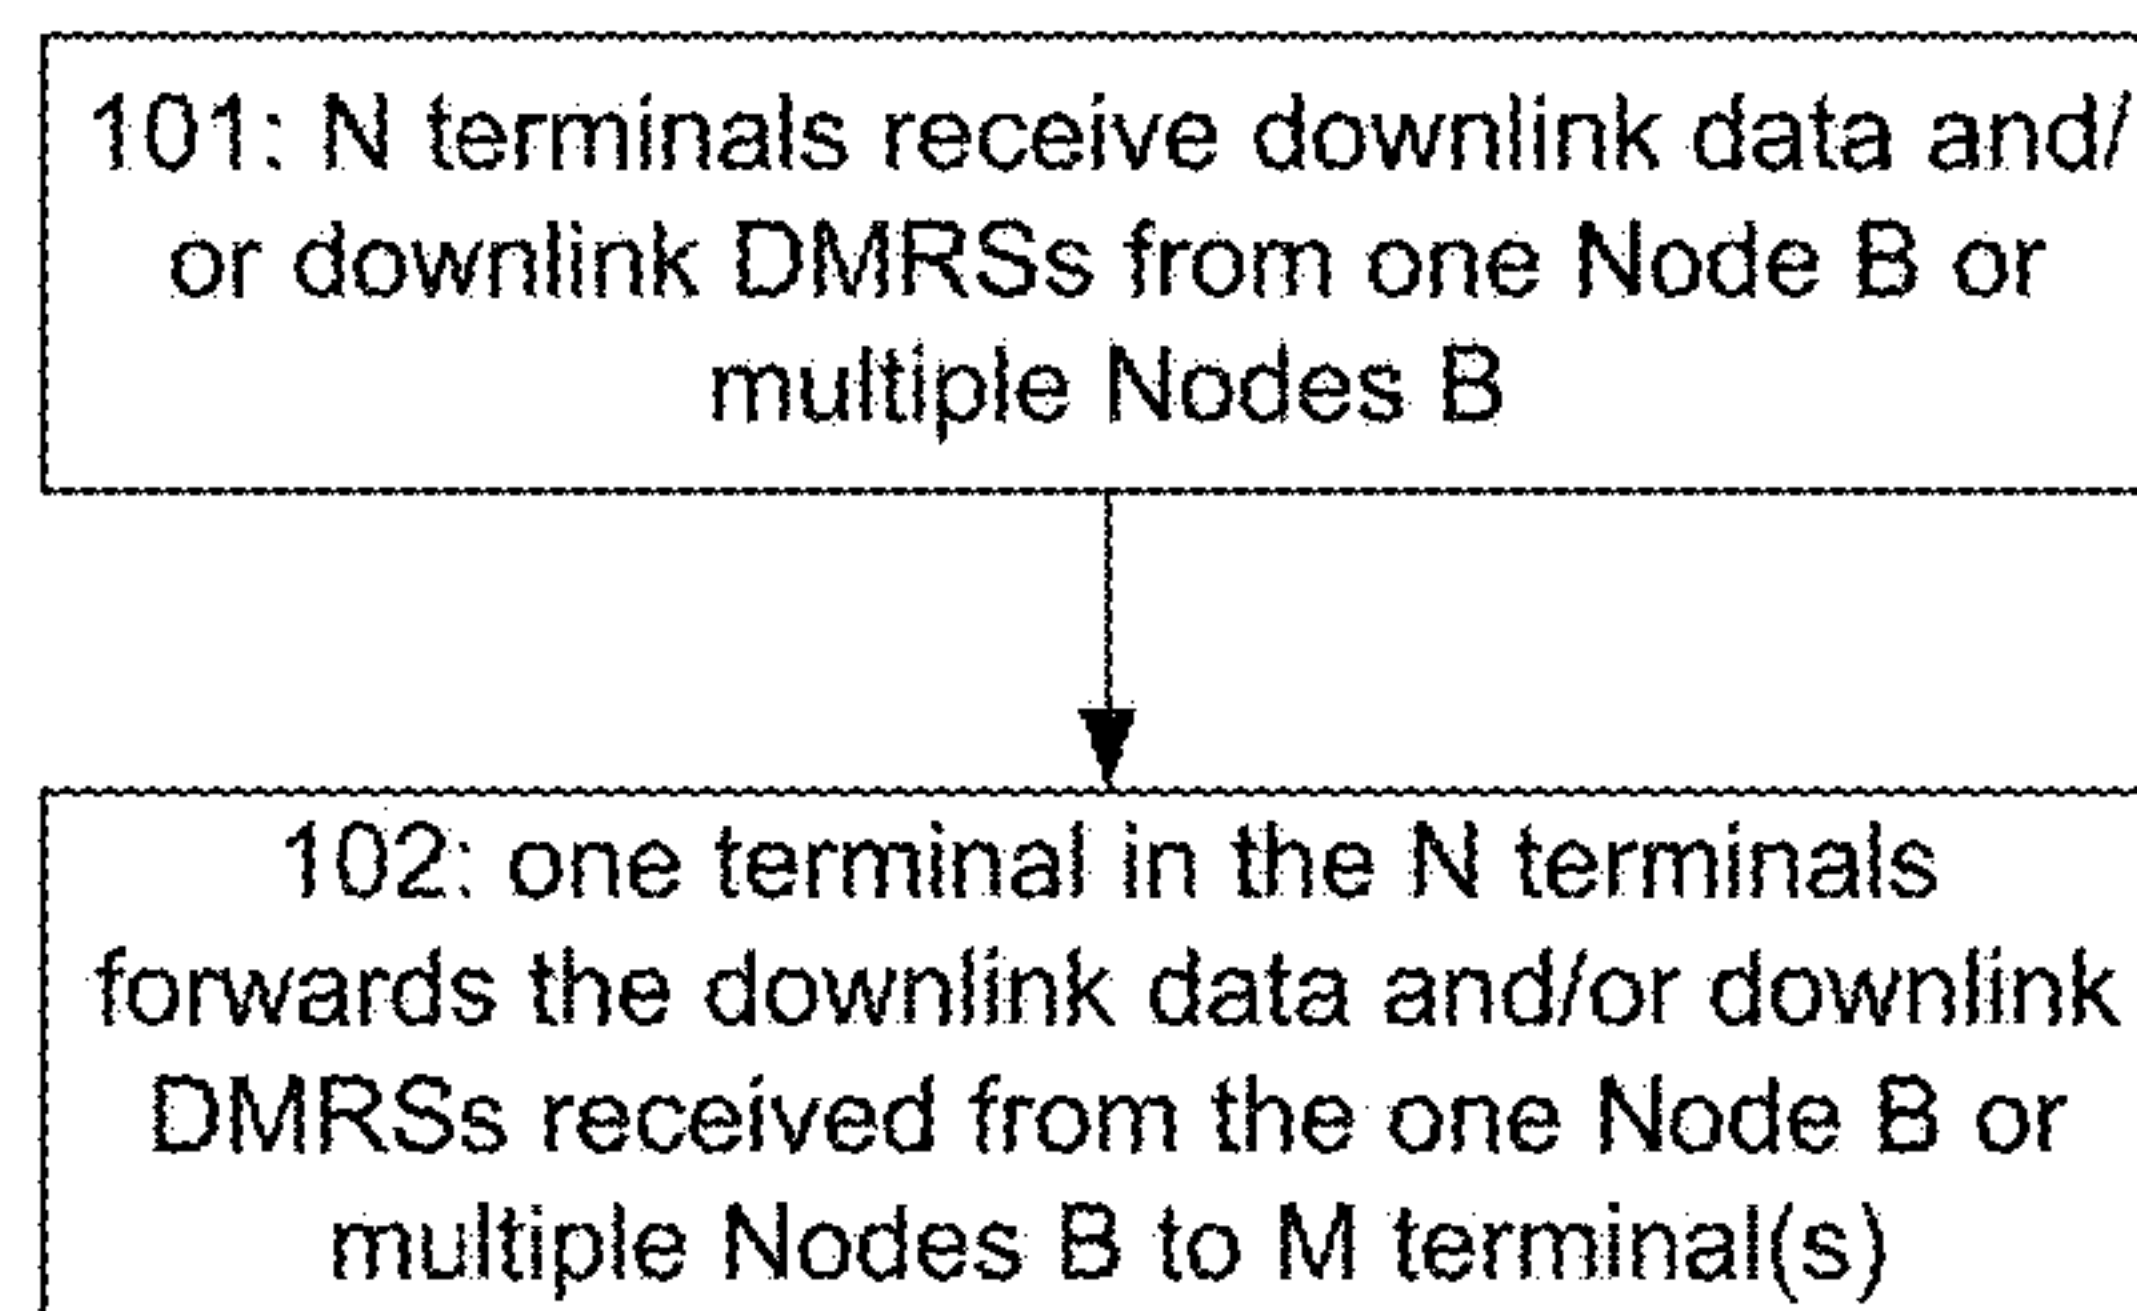 101: N terminals receive downlink data and/
or downlink DMRSs from one Node B or
multiple Nodes B
102: one terminal in the N terminals
forwards the downlink data and/or downlink
DMRSs received from the one Node B or
multiple Nodes B to M terminal(s)